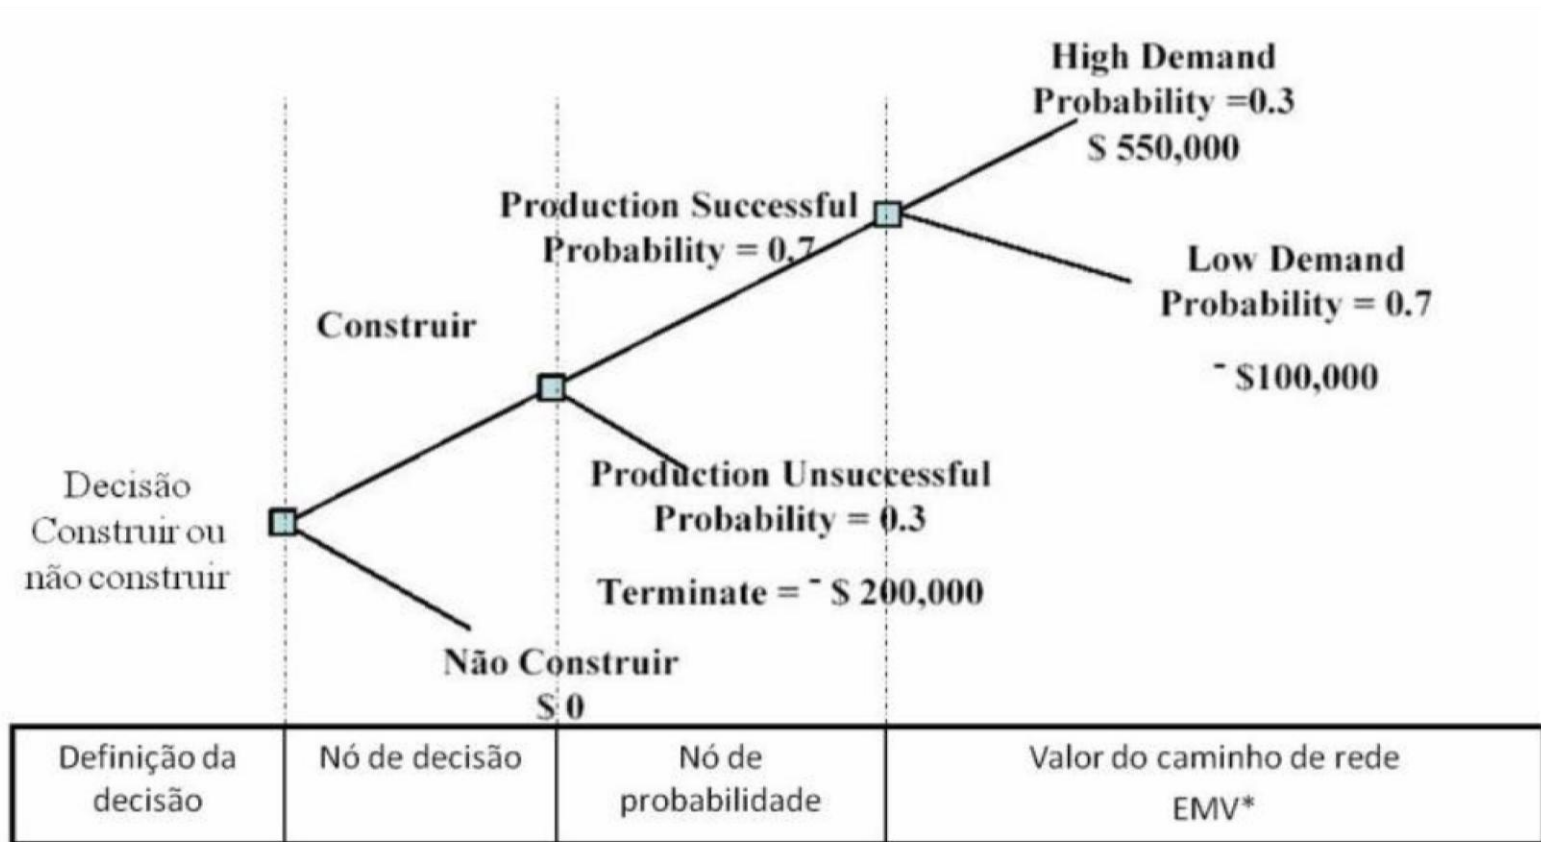 High Demand
Probability =0.3
$ 550,000
Production Successful
Probability = 0.7
Low Demand
Probability = 0.7
- $100,000
Construir
Production Unsuccessful
Probability = 0.3
Terminate = - $ 200,000
Decisão
Construir ou
não construir
Não Construir
$ 0
Definição da
decisão
Nó de decisão
Nó de
probabilidade
Valor do caminho de rede
EMV*